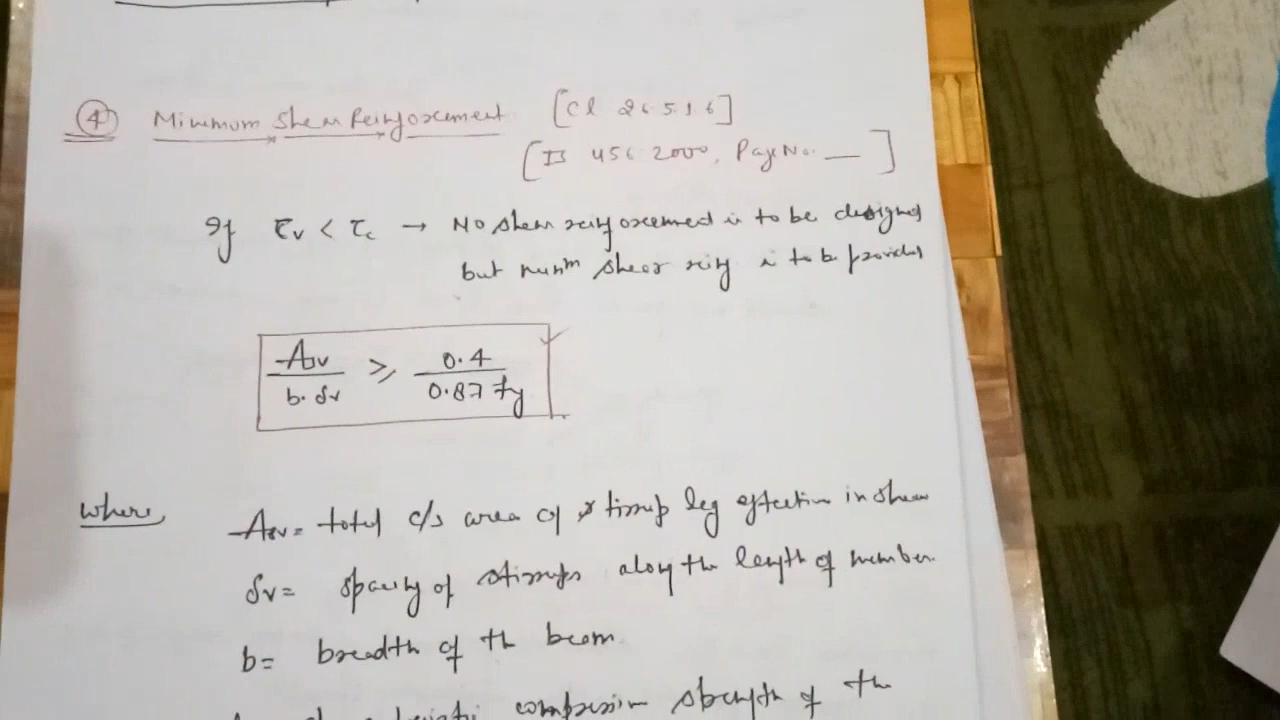 ④ Minimum Shear Reinforcement [Cl 26.5.1.6]
[IS 456 2000, Page No. __ ]
If τv < τc → No shear reinforcement is to be designed
but minm shear reinf is to be provided
Asv / b. Sv ≥ 0.4 / 0.87 fy
where, Asv = total c/s area of stirrup leg effective in shear
Sv = spacing of stirrups along the length of member.
b = breadth of the beam
compression strength of the